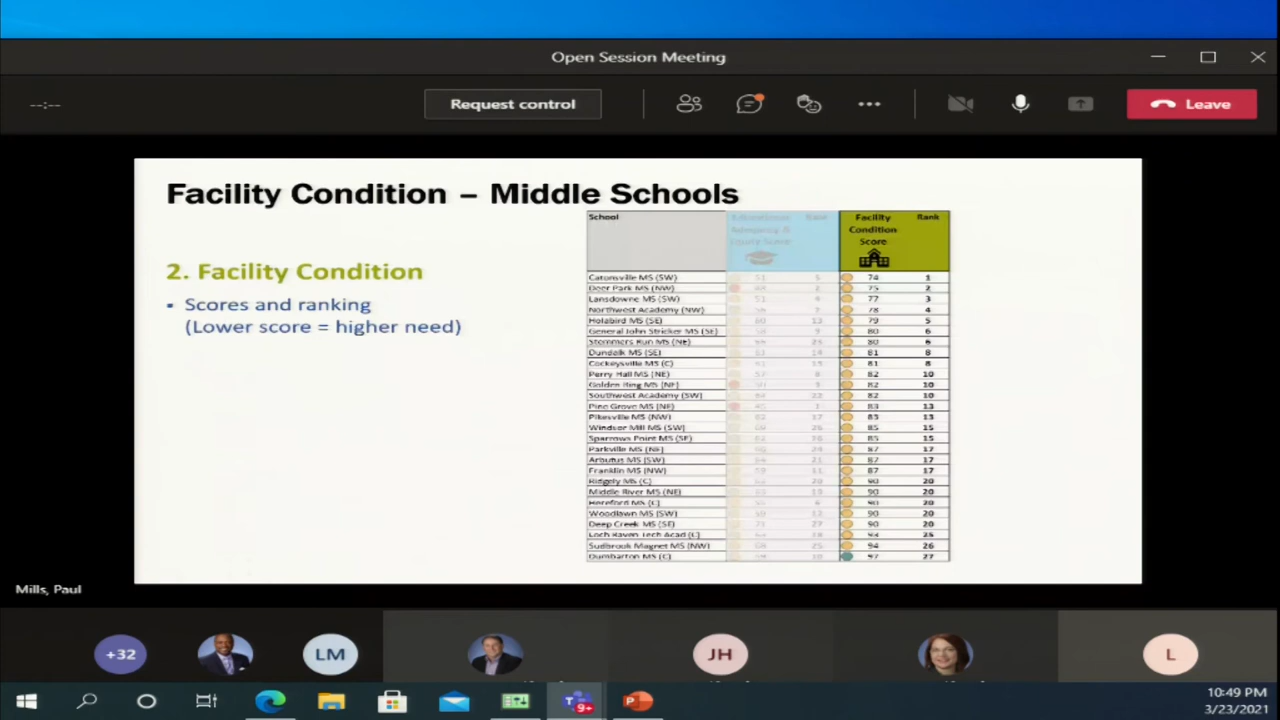 Open Session Meeting
--:--
Request control
Leave
Facility Condition – Middle Schools
2. Facility Condition
• Scores and ranking
(Lower score = higher need)
School
Facility Condition Score Rank
Catonsville MS (SW) 74 1
Deer Park MS (NW) 75 2
Lansdowne MS (SW) 77 3
Northwest Academy (NW) 78 4
Holabird MS (SE) 79 5
General John Stricker MS (SE) 80 6
Stemmers Run MS (NE) 80 6
Dundalk MS (SE) 81 8
Cockeysville MS (C) 81 8
Perry Hall MS (NE) 82 10
Golden Ring MS (NE) 82 10
Southwest Academy (SW) 82 10
Pine Grove MS (NE) 83 13
Pikesville MS (NW) 13
Windsor Mill MS (SW) 85 15
Sparrows Point MS (SE) 85 15
Parkville MS (NE) 87 17
Arbutus MS (SW) 87 17
Franklin MS (NW) 87 17
Ridgely MS (C) 90 20
Middle River MS (NE) 90 20
Hereford MS (C) 90 20
Woodlawn MS (SW) 90 20
Deep Creek MS (SE) 90 20
Loch Raven Tech Acad (C) 25
Sudbrook Magnet MS (NW) 94 26
Dumbarton MS (C) 97 27
Mills, Paul
+32
LM
JH
L
9+
10:49 PM
3/23/2021